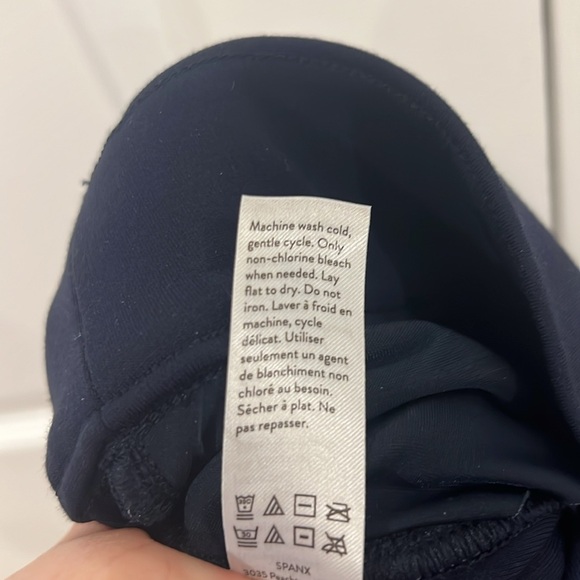 Machine wash cold,
gentle cycle. Only
non-chlorine bleach
when needed. Lay
flat to dry. Do not
iron. Laver à froid en
machine, cycle
délicat. Utiliser
seulement un agent
de blanchiment non
chloré au besoin.
Sécher à plat. Ne
pas repasser.
30
SPANX
3035